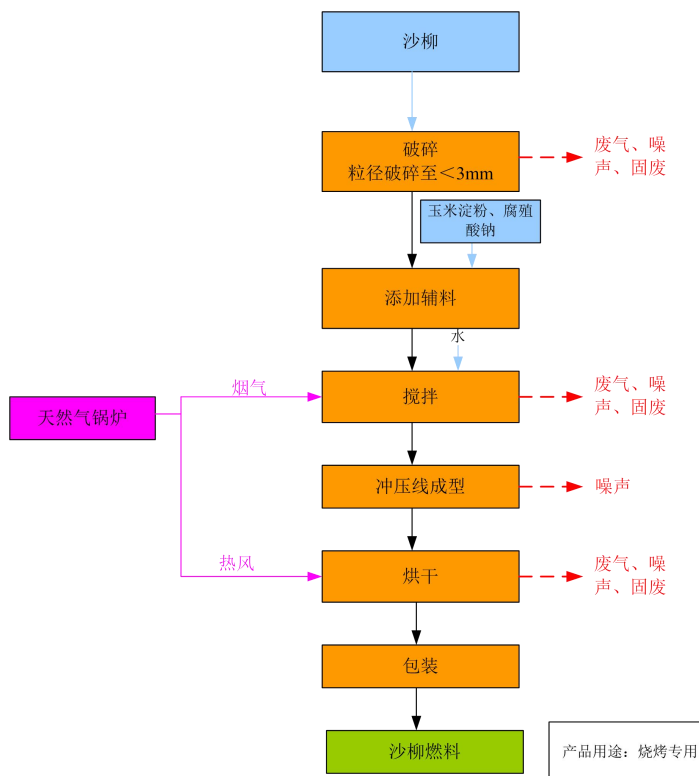 沙柳
破碎
粒径破碎至＜3mm
废气、噪
声、固废
玉米淀粉、腐殖
酸钠
添加辅料
水
烟气
天然气锅炉
搅拌
废气、噪
声、固废
冲压线成型
噪声
热风
烘干
废气、噪
声、固废
包装
沙柳燃料
产品用途：烧烤专用